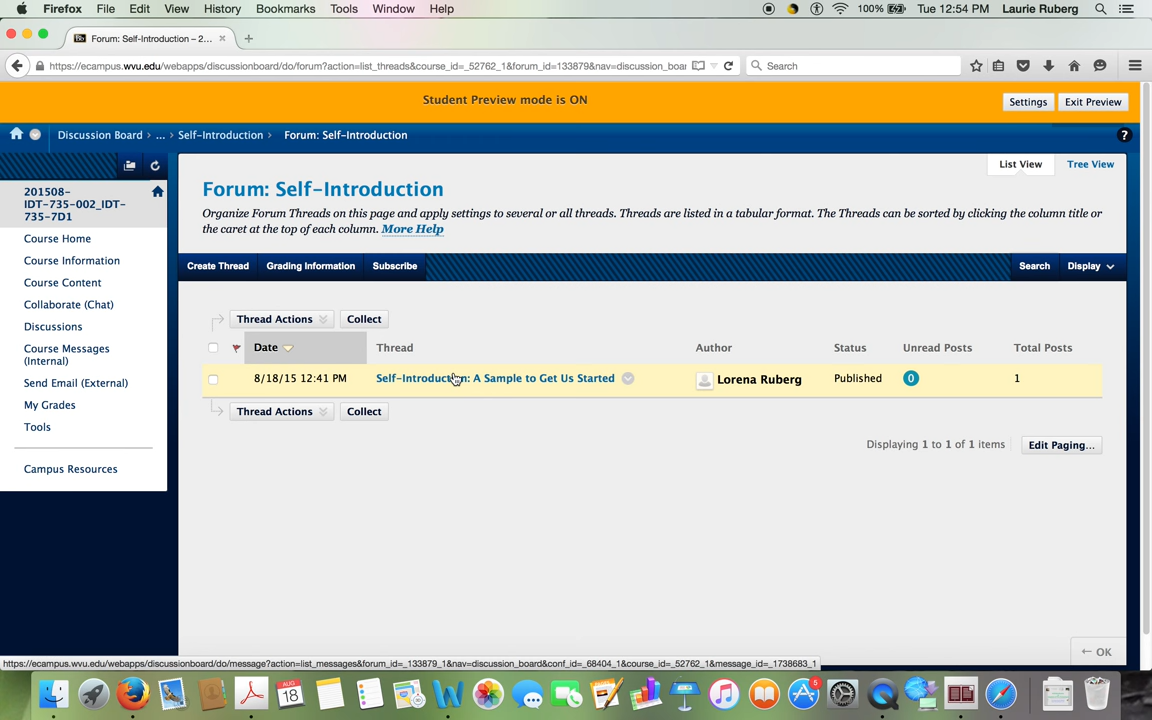 Firefox File Edit View History Bookmarks Tools Window Help 100% Tue 12:54 PM Laurie Ruberg
Forum: Self-Introduction – 2...
https://ecampus.wvu.edu/webapps/discussionboard/do/forum?action=list_threads&course_id=_52762_1&forum_id=133879&nav=discussion_boar Search
Student Preview mode is ON Settings Exit Preview
Discussion Board ... Self-Introduction Forum: Self-Introduction ?
List View Tree View
201508-
IDT-735-002_IDT-
735-7D1
Course Home
Course Information
Course Content
Collaborate (Chat)
Discussions
Course Messages
(Internal)
Send Email (External)
My Grades
Tools
Campus Resources
Forum: Self-Introduction
Organize Forum Threads on this page and apply settings to several or all threads. Threads are listed in a tabular format. The Threads can be sorted by clicking the column title or
the caret at the top of each column. More Help
Create Thread Grading Information Subscribe Search Display
Thread Actions Collect
Date Thread Author Status Unread Posts Total Posts
8/18/15 12:41 PM Self-Introduction: A Sample to Get Us Started Lorena Ruberg Published 0 1
Thread Actions Collect
Displaying 1 to 1 of 1 items Edit Paging...
← OK
https://ecampus.wvu.edu/webapps/discussionboard/do/message?action=list_messages&forum_id=_133879_1&nav=discussion_board&conf_id=_68404_1&course_id=_52762_1&message_id=_1738683_1
18 5